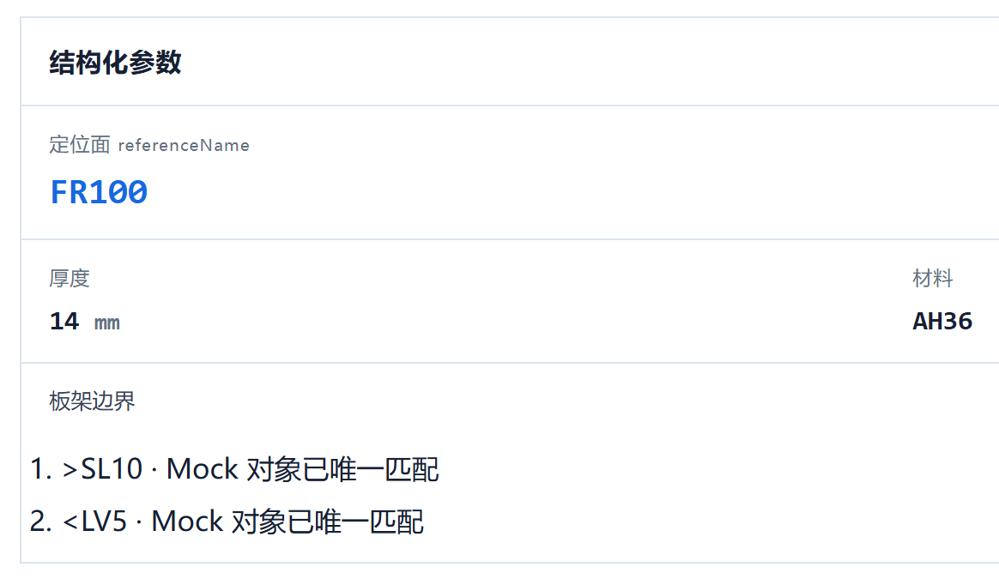 结构化参数
定位面 referenceName
FR100
厚度
14 mm
材料
AH36
板架边界
1. >SL10 · Mock 对象已唯一匹配
2. <LV5 · Mock 对象已唯一匹配